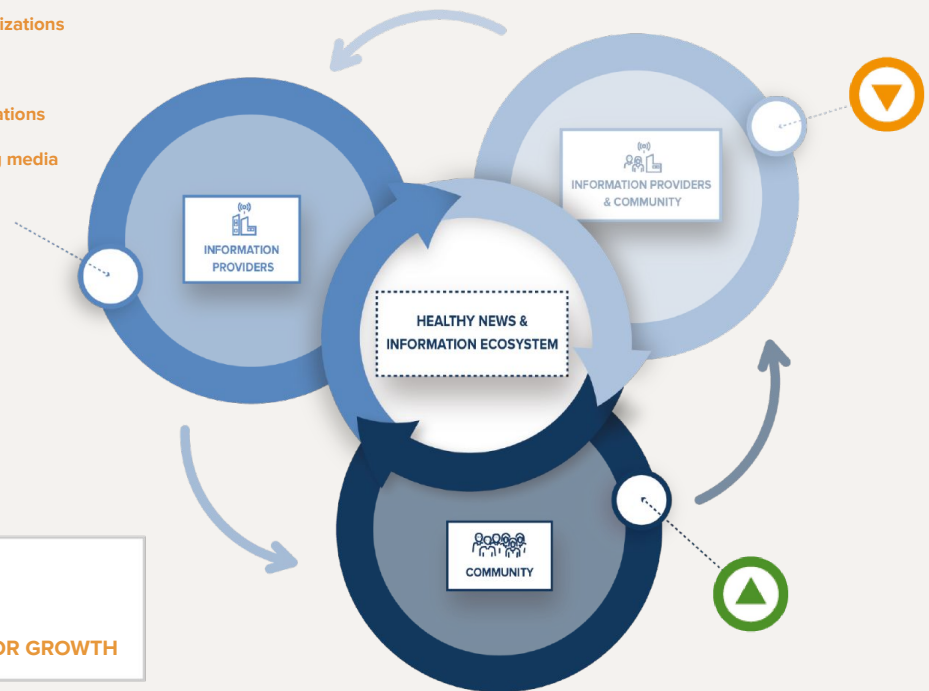 izations
ations
g media
INFORMATION PROVIDERS
& COMMUNITY
INFORMATION
PROVIDERS
HEALTHY NEWS &
INFORMATION ECOSYSTEM
COMMUNITY
OR GROWTH